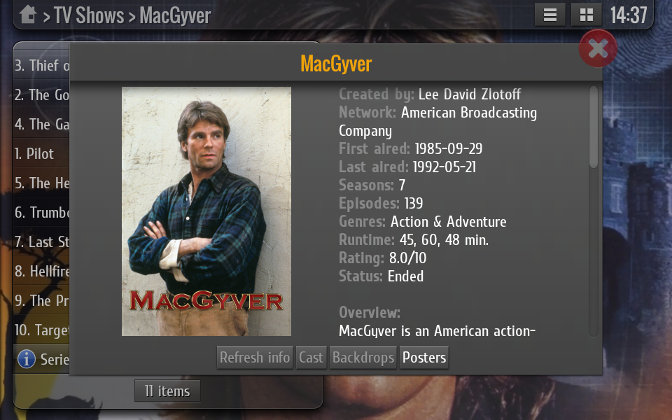 > TV Shows > MacGyver
14:37
MacGyver
3. Thief o
2. The Go
4. The Ga
1. Pilot
5. The He
6. Trumbo
7. Last St
8. Hellfire
9. The Pr
10. Target
Serie
11 items
MACGYVER
Created by: Lee David Zlotoff
Network: American Broadcasting
Company
First aired: 1985-09-29
Last aired: 1992-05-21
Seasons: 7
Episodes: 139
Genres: Action & Adventure
Runtime: 45, 60, 48 min.
Rating: 8.0/10
Status: Ended
Overview:
MacGyver is an American action-
Refresh info
Cast
Backdrops
Posters